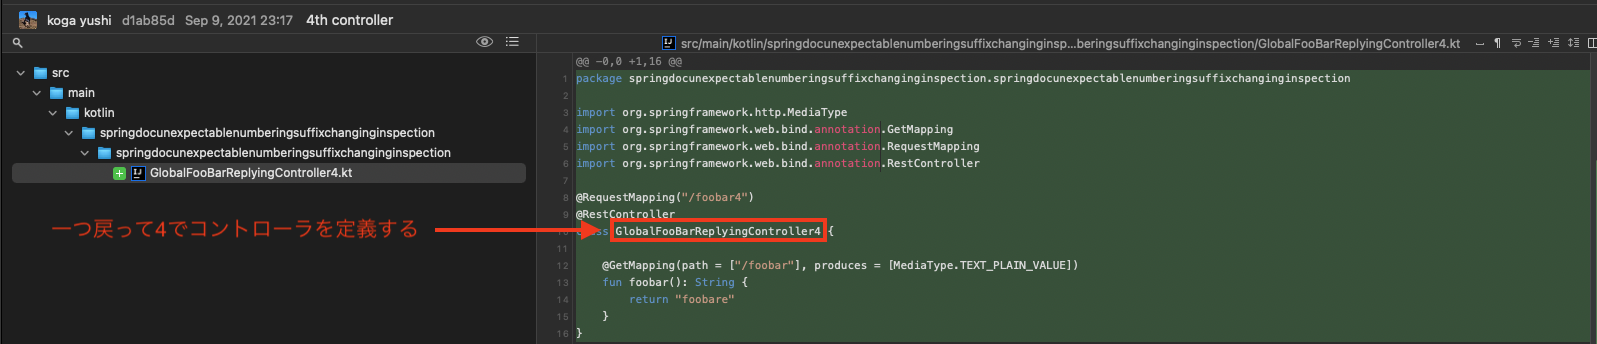 koga yushi d1ab85d Sep 9, 2021 23:17 4th controller
src/main/kotlin/springdocunexpectablenumberingsuffixchanginginsp...beringsuffixchanginginspection/GlobalFooBarReplyingController4.kt
src
main
kotlin
springdocunexpectablenumberingsuffixchanginginspection
springdocunexpectablenumberingsuffixchanginginspection
GlobalFooBarReplyingController4.kt
一つ戻って4でコントローラを定義する
@@ -0,0 +1,16 @@
1 package springdocunexpectablenumberingsuffixchanginginspection.springdocunexpectablenumberingsuffixchanginginspection
2
3 import org.springframework.http.MediaType
4 import org.springframework.web.bind.annotation.GetMapping
5 import org.springframework.web.bind.annotation.RequestMapping
6 import org.springframework.web.bind.annotation.RestController
7
8 @RequestMapping("/foobar4")
9 @RestController
GlobalFooBarReplyingController4 {
11
12 @GetMapping(path = ["/foobar"], produces = [MediaType.TEXT_PLAIN_VALUE])
13 fun foobar(): String {
14 return "foobare"
15 }
16 }